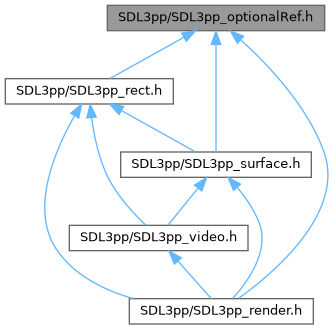 SDL3pp/SDL3pp_optionalRef.h
SDL3pp/SDL3pp_rect.h
SDL3pp/SDL3pp_surface.h
SDL3pp/SDL3pp_video.h
SDL3pp/SDL3pp_render.h